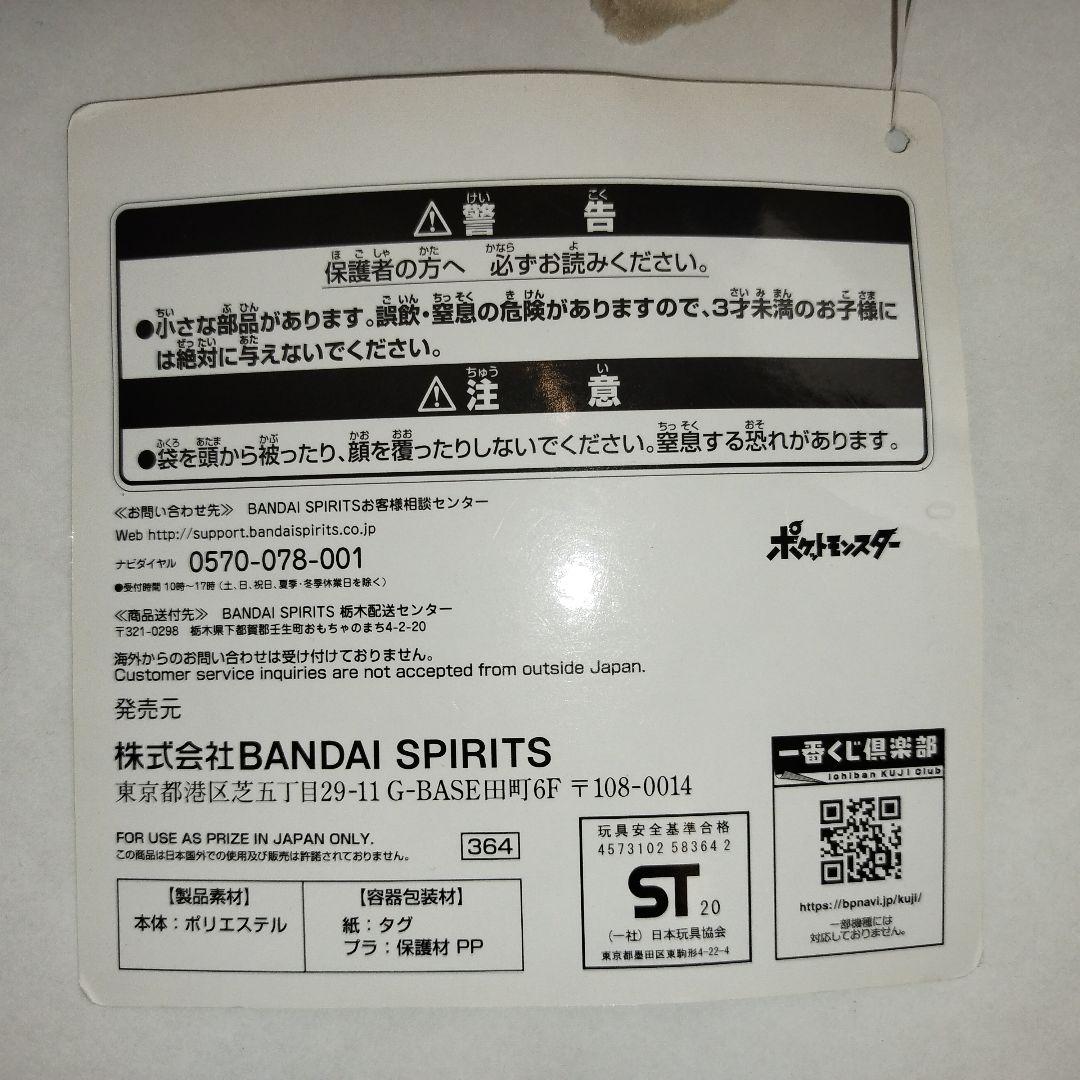 警告
保護者の方へ 必ずお読みください。
●小さな部品があります。誤飲・窒息の危険がありますので、3才未満のお子様に
は絶対に与えないでください。
注意
●袋を頭から被ったり、顔を覆ったりしないでください。窒息する恐れがあります。
≪お問い合わせ先≫ BANDAI SPIRITSお客様相談センター
Web http://support.bandaispirits.co.jp
ナビダイヤル 0570-078-001
●受付時間 10時~17時(土、日、祝日、夏季・冬季休業日を除く)
≪商品送付先≫ BANDAI SPIRITS 栃木配送センター
〒321-0298 栃木県下都賀郡壬生町おもちゃのまち4-2-20
海外からのお問い合わせは受け付けておりません。
Customer service inquiries are not accepted from outside Japan.
ポケットモンスター
発売元
株式会社BANDAI SPIRITS
東京都港区芝五丁目29-11 G-BASE田町6F 〒108-0014
FOR USE AS PRIZE IN JAPAN ONLY.
この商品は日本国外での使用及び販売は許諾されておりません。
364
【製品素材】
本体:ポリエステル
【容器包装材】
紙:タグ
プラ:保護材 PP
玩具安全基準合格
4573102 58364 2
ST 20
(一社)日本玩具協会
東京都墨田区東駒形4-22-4
一番くじ倶楽部
Ichiban KUJI Club
https://bpnavi.jp/kuji/
一部機種には
対応しておりません。